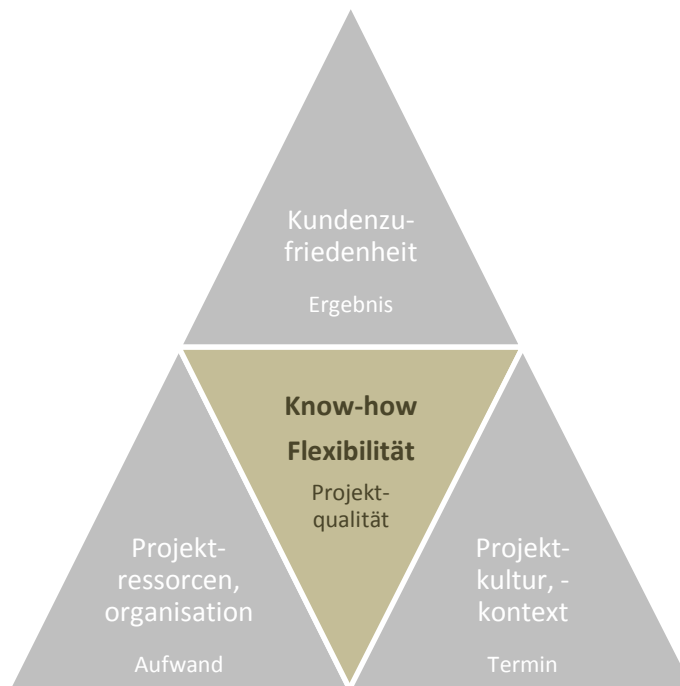 Kundenzu-
friedenheit
Ergebnis
Know-how
Flexibilität
Projekt-
qualität
Projekt-
ressorcen,
organisation
Aufwand
Projekt-
kultur, -
kontext
Termin